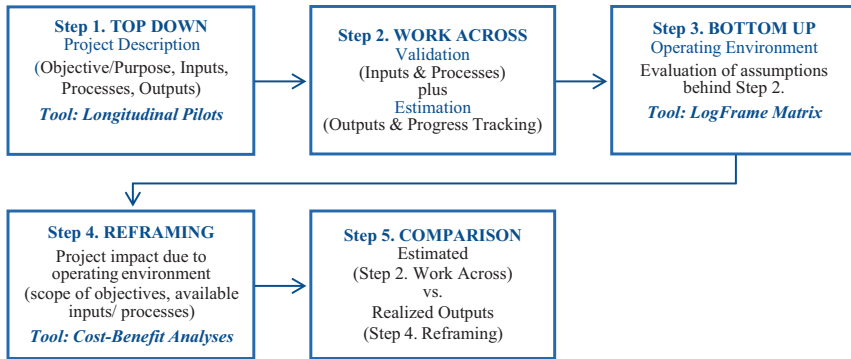 Step 1. TOP DOWN
Project Description
(Objective/Purpose, Inputs,
Processes, Outputs)
Tool: Longitudinal Pilots
Step 2. WORK ACROSS
Validation
(Inputs & Processes)
plus
Estimation
(Outputs & Progress Tracking)
Step 3. BOTTOM UP
Operating Environment
Evaluation of assumptions
behind Step 2.
Tool: LogFrame Matrix
Step 4. REFRAMING
Project impact due to
operating environment
(scope of objectives, available
inputs/ processes)
Tool: Cost-Benefit Analyses
Step 5. COMPARISON
Estimated
(Step 2. Work Across)
vs.
Realized Outputs
(Step 4. Reframing)